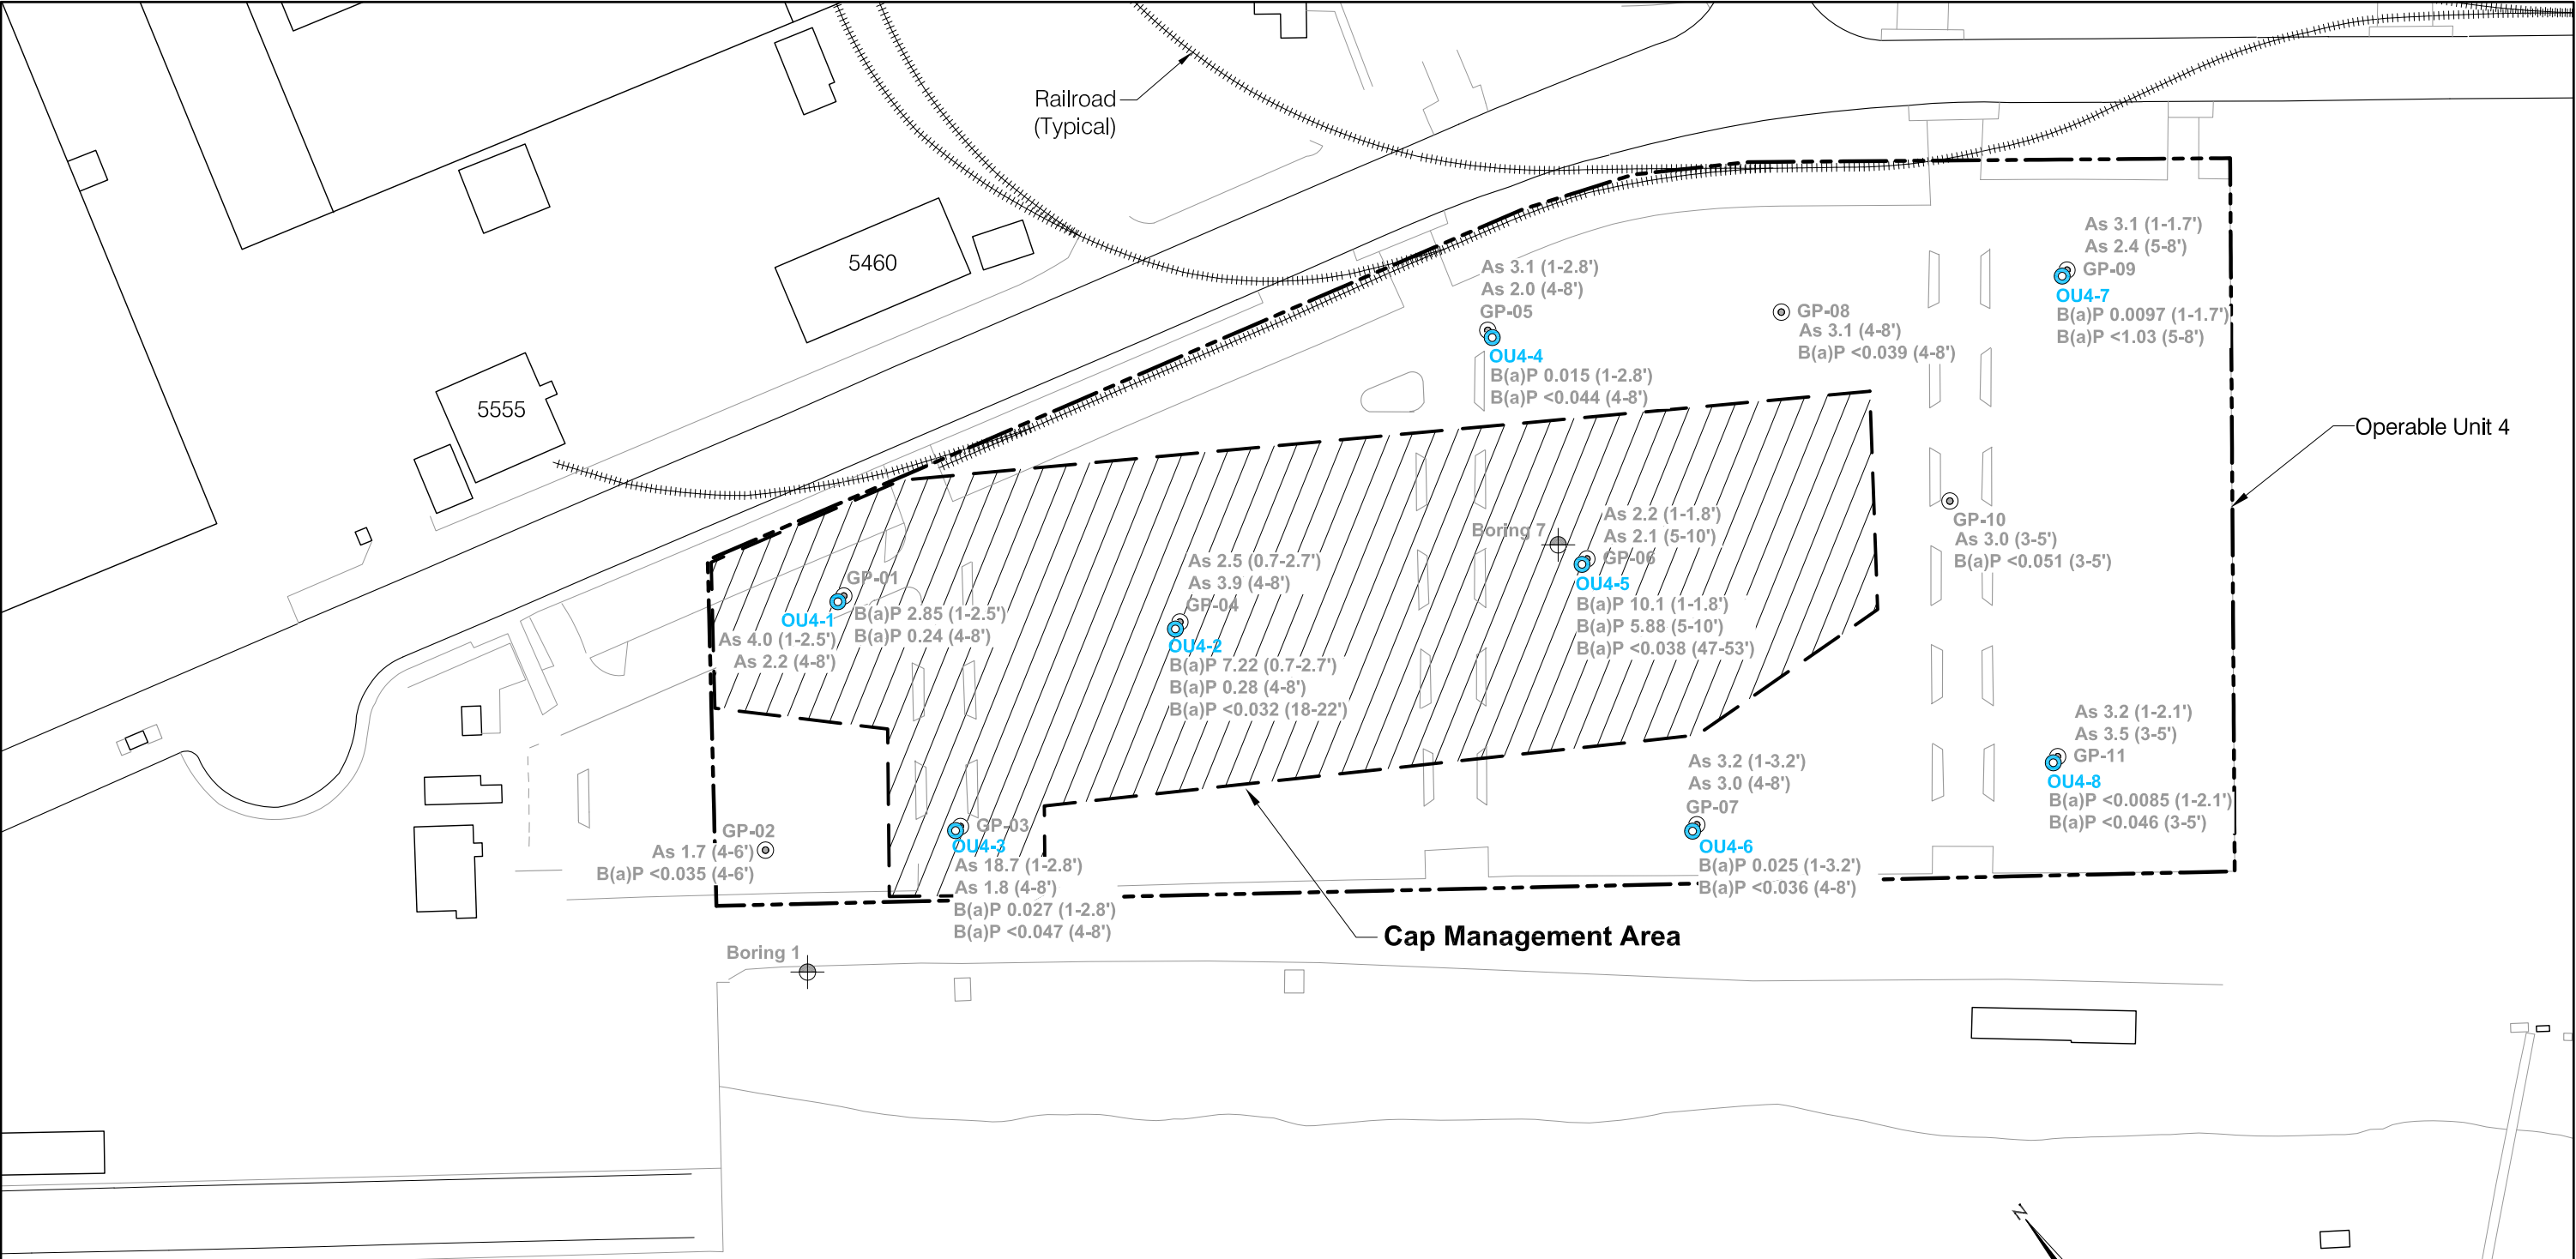 Railroad
(Typical)
5460
5555
As 3.1 (1-1.7')
As 2.4 (5-8')
GP-09
OU4-7
B(a)P 0.0097 (1-1.7')
B(a)P <1.03 (5-8')
As 3.1 (1-2.8')
As 2.0 (4-8')
GP-05
OU4-4
B(a)P 0.015 (1-2.8')
B(a)P <0.044 (4-8')
GP-08
As 3.1 (4-8')
B(a)P <0.039 (4-8')
Operable Unit 4
GP-10
As 3.0 (3-5')
B(a)P <0.051 (3-5')
Boring 7
As 2.2 (1-1.8')
As 2.1 (5-10')
GP-06
OU4-5
B(a)P 10.1 (1-1.8')
B(a)P 5.88 (5-10')
B(a)P <0.038 (47-53')
As 2.5 (0.7-2.7')
As 3.9 (4-8')
GP-04
OU4-2
B(a)P 7.22 (0.7-2.7')
B(a)P 0.28 (4-8')
B(a)P <0.032 (18-22')
GP-01
OU4-1
B(a)P 2.85 (1-2.5')
B(a)P 0.24 (4-8')
As 4.0 (1-2.5')
As 2.2 (4-8')
As 3.2 (1-2.1')
As 3.5 (3-5')
GP-11
OU4-8
B(a)P <0.0085 (1-2.1')
B(a)P <0.046 (3-5')
As 3.2 (1-3.2')
As 3.0 (4-8')
GP-07
OU4-6
B(a)P 0.025 (1-3.2')
B(a)P <0.036 (4-8')
GP-02
As 1.7 (4-6')
B(a)P <0.035 (4-6')
GP-03
OU4-3
As 18.7 (1-2.8')
As 1.8 (4-8')
B(a)P 0.027 (1-2.8')
B(a)P <0.047 (4-8')
Cap Management Area
Boring 1
N